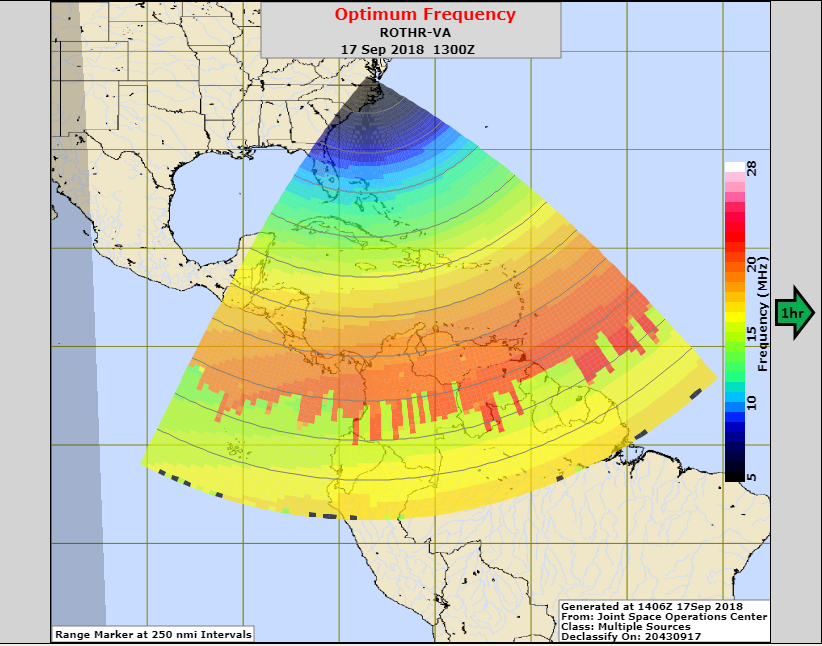 Optimum Frequency
ROTHR-VA
17 Sep 2018 1300Z
28
20
15
10
5
Frequency (MHz)
1hr
Range Marker at 250 nmi Intervals
Generated at 1406Z 17Sep 2018
From: Joint Space Operations Center
Class: Multiple Sources
Declassify On: 20430917